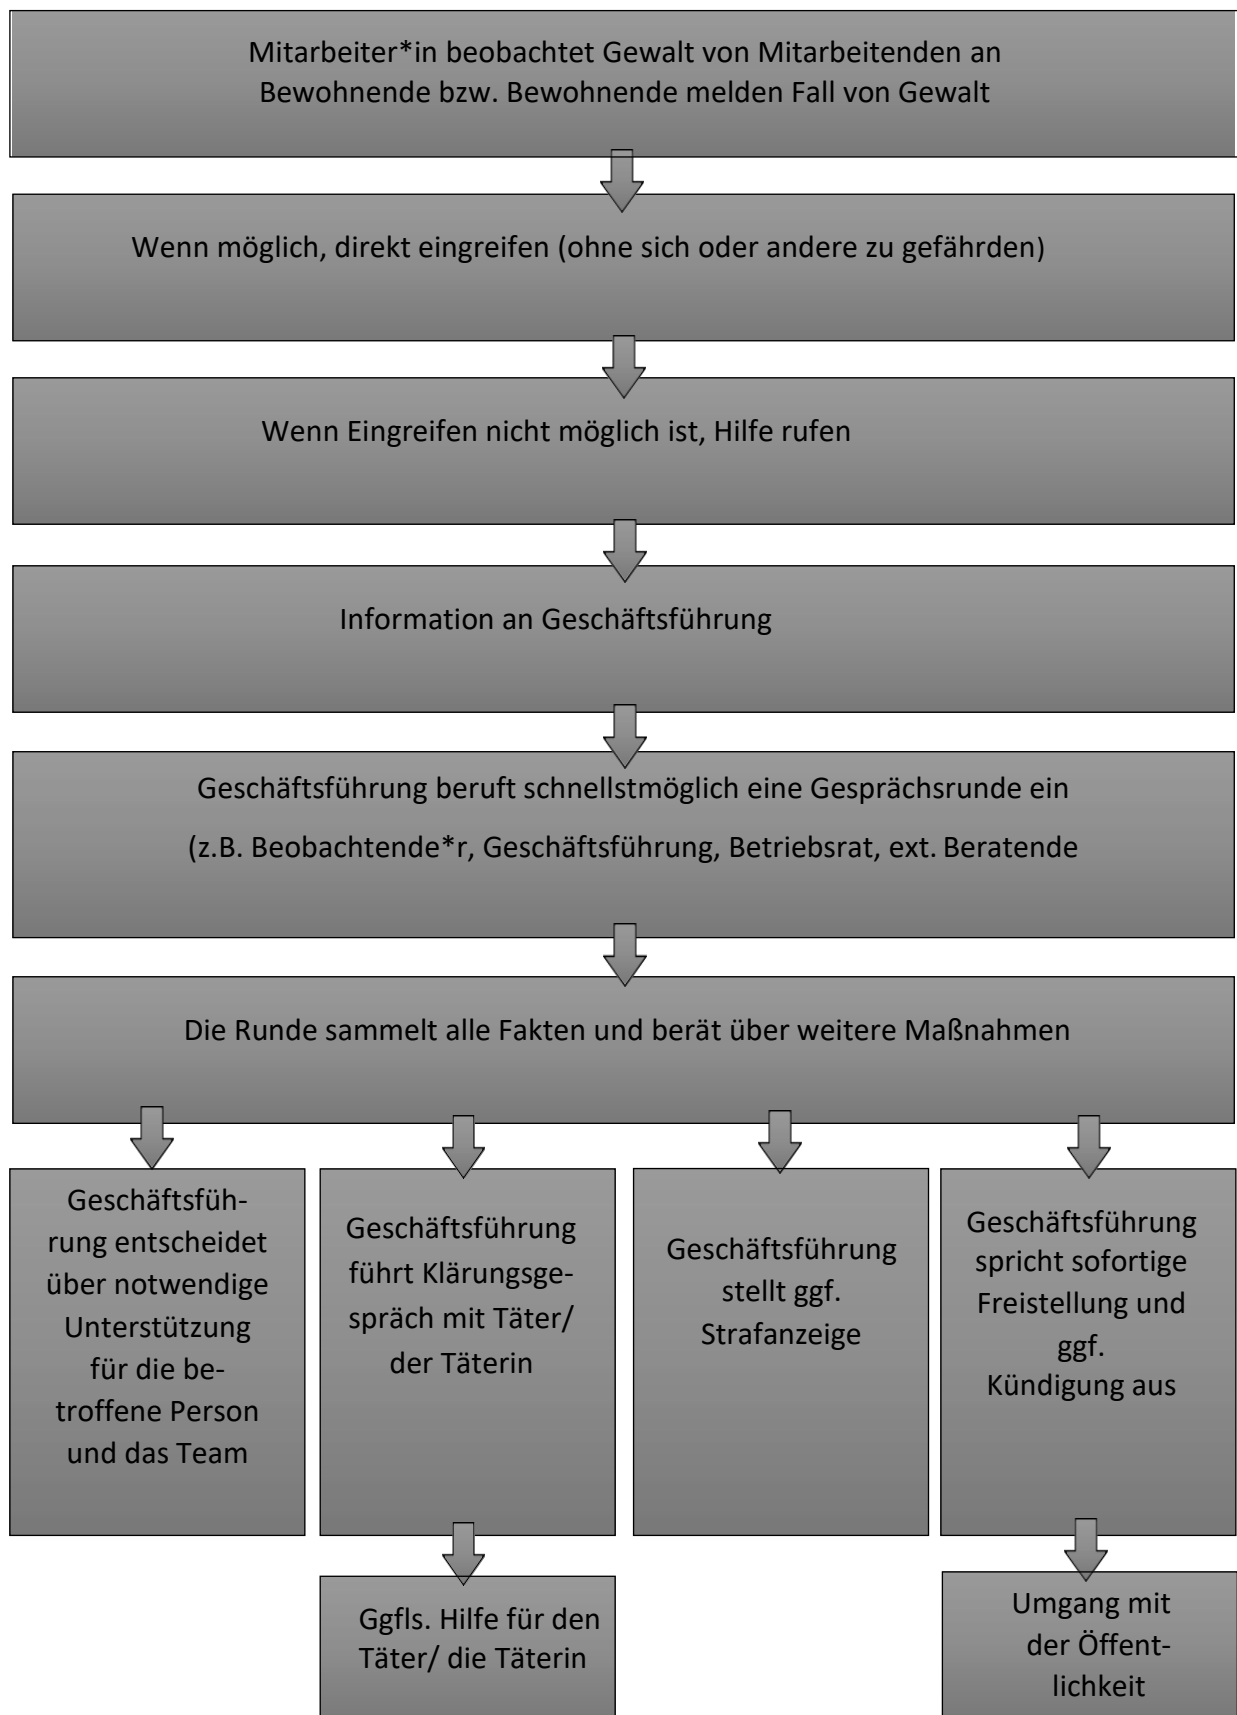 Mitarbeiter*in beobachtet Gewalt von Mitarbeitenden an
Bewohnende bzw. Bewohnende melden Fall von Gewalt
Wenn möglich, direkt eingreifen (ohne sich oder andere zu gefährden)
Wenn Eingreifen nicht möglich ist, Hilfe rufen
Information an Geschäftsführung
Geschäftsführung beruft schnellstmöglich eine Gesprächsrunde ein
(z.B. Beobachtende*r, Geschäftsführung, Betriebsrat, ext. Beratende
Die Runde sammelt alle Fakten und berät über weitere Maßnahmen
Geschäftsfüh-
rung entscheidet
über notwendige
Unterstützung
für die be-
troffene Person
und das Team
Geschäftsführung
führt Klärungsge-
spräch mit Täter/
der Täterin
Geschäftsführung
stellt ggf.
Strafanzeige
Geschäftsführung
spricht sofortige
Freistellung und
ggf.
Kündigung aus
Ggfls. Hilfe für den
Täter/ die Täterin
Umgang mit
der Öffent-
lichkeit